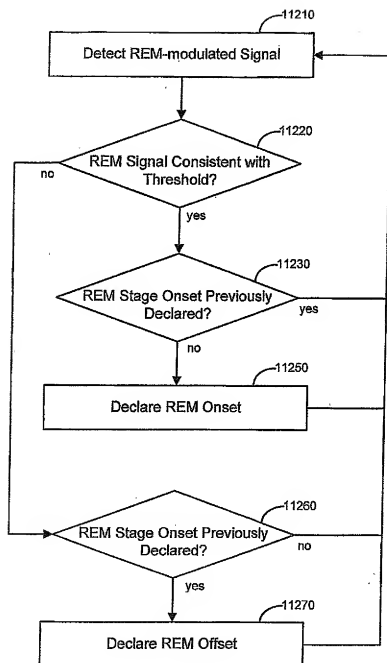 11210
Detect REM-modulated Signal
11220
REM Signal Consistent with
Threshold?
no
yes
11230
REM Stage Onset Previously
Declared?
yes
no
11250
Declare REM Onset
11260
REM Stage Onset Previously
Declared?
no
yes
11270
Declare REM Offset